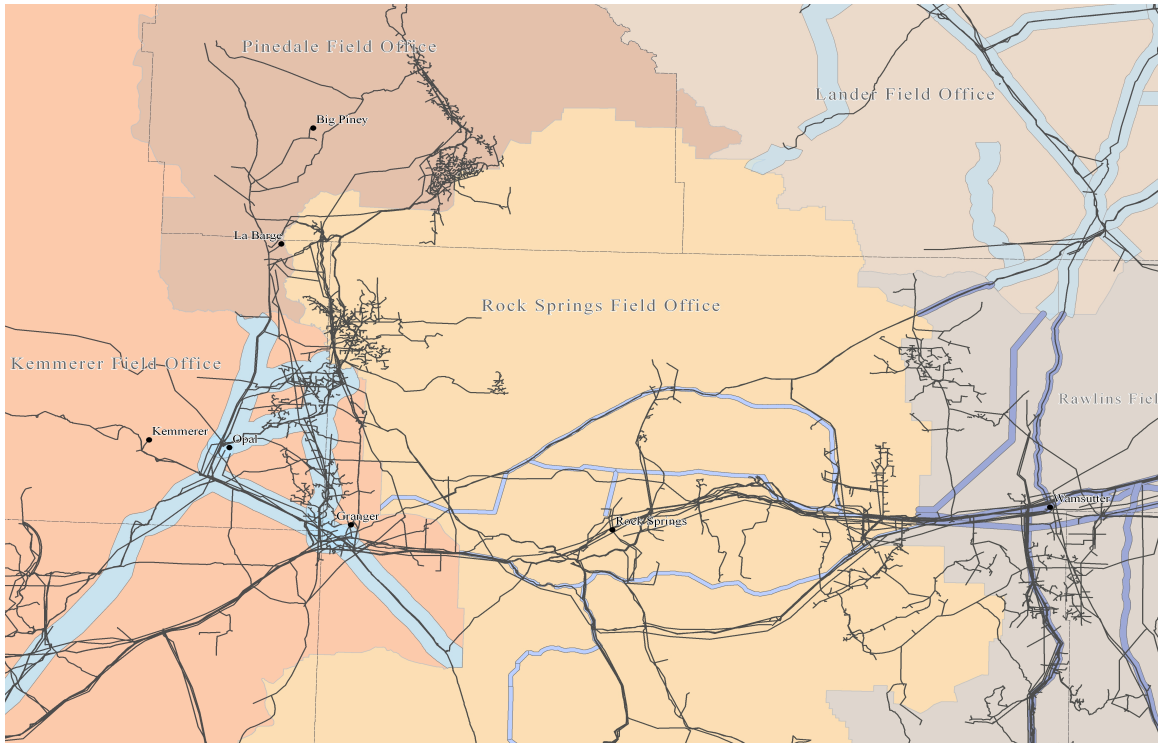 Pinedale Field Office
Lander Field Office
Big Piney
La Barge
Rock Springs Field Office
Kemmerer Field Office
Rawlins Fiel
Kemmerer
Opal
Wamsutter
Granger
Rock Springs